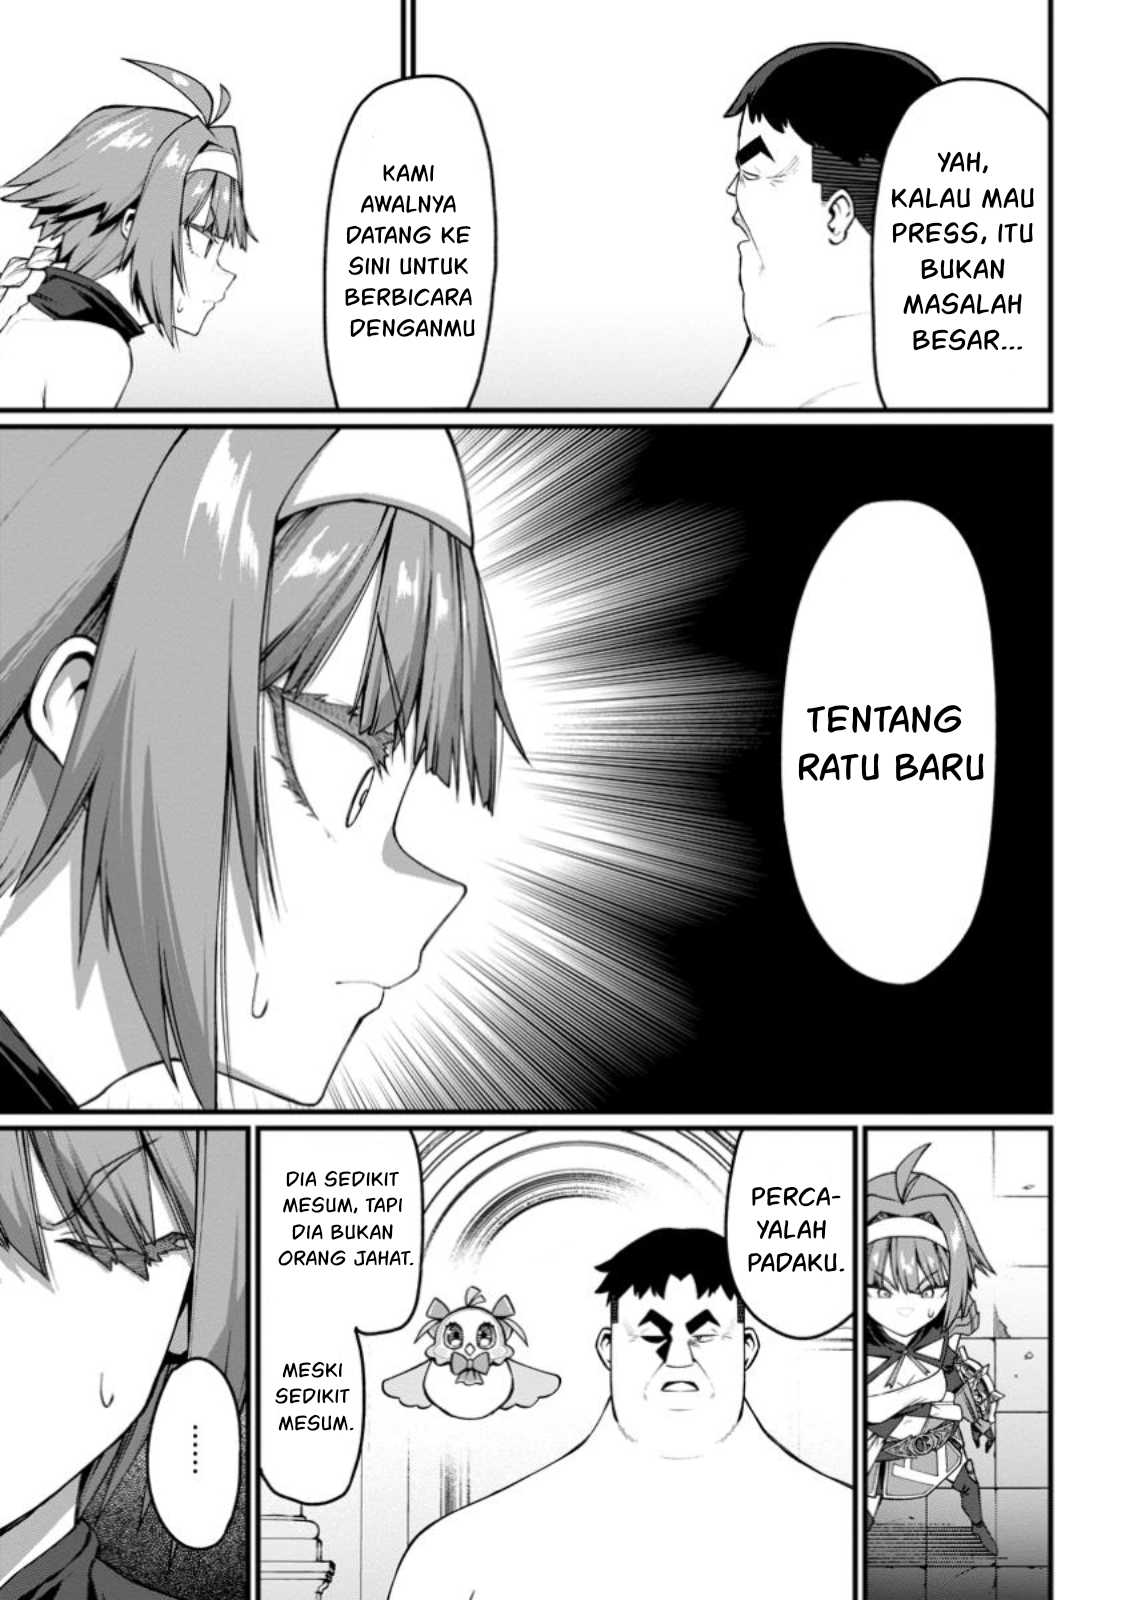 YAH,
KALAU MAU
PRESS, ITU
BUKAN
MASALAH
BESAR...
KAMI
AWALNYA
DATANG KE
SINI UNTUK
BERBICARA
DENGANMU
TENTANG
RATU BARU
PERCA-
YALAH
PADAKU.
DIA SEDIKIT
MESUM, TAPI
DIA BUKAN
ORANG JAHAT.
MESKI
SEDIKIT
MESUM.
........